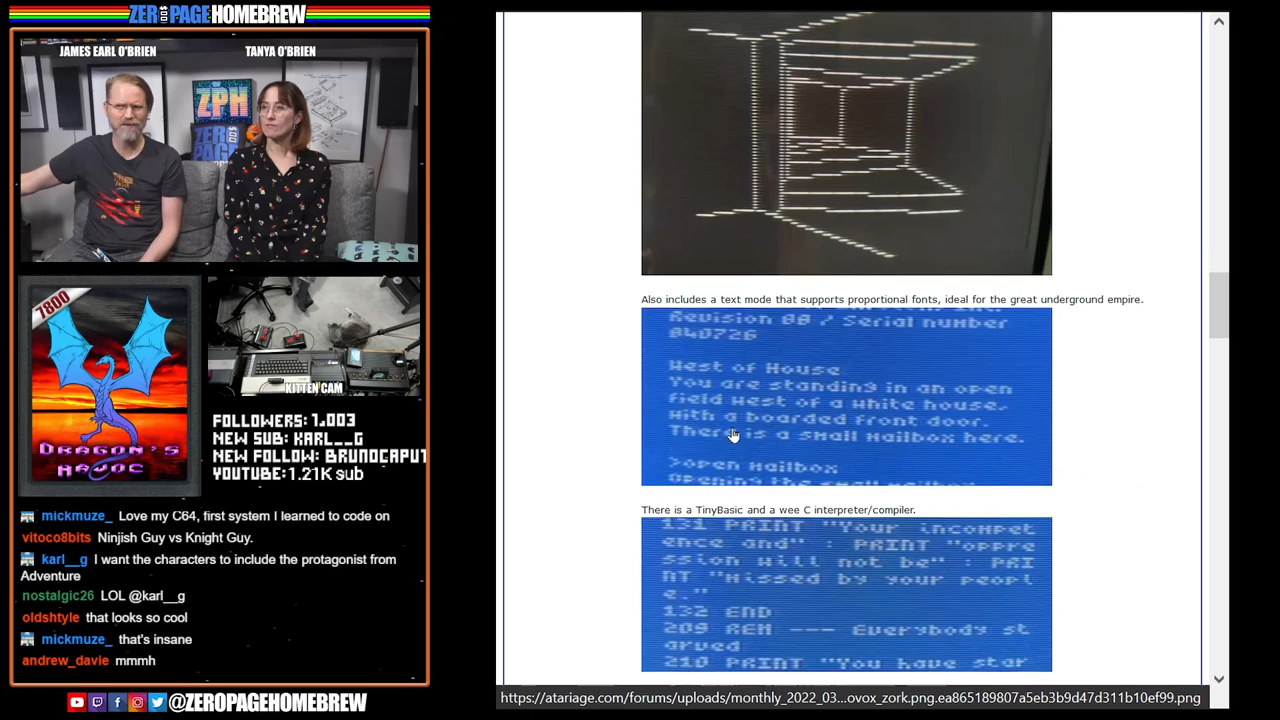 ZERO PAGE HOMEBREW
JAMES EARL O'BRIEN
TANYA O'BRIEN
ZPH
ZERO
PAGE
7800
DRAGON'S
HAVOC
KITTEN CAM
FOLLOWERS: 1,003
NEW SUB: KARL__G
NEW FOLLOW: BRUNOCAPUT
YOUTUBE: 1.21K sub
mickmuze_ Love my C64, first system I learned to code on
vitoco8bits Ninjish Guy vs Knight Guy.
karl__g I want the characters to include the protagonist from
Adventure
nostalgic26 LOL @karl__g
oldshtyle that looks so cool
mickmuze_ that's insane
andrew_davie mmmh
@ZEROPAGEHOMEBREW
Also includes a text mode that supports proportional fonts, ideal for the great underground empire.
Revision 88 / Serial number
840726
West of House
You are standing in an open
field west of a white house,
with a boarded front door.
There is a small mailbox here.
>open mailbox
Opening the small mailbox
There is a TinyBasic and a wee C interpreter/compiler.
131 PRINT "Your incompet
ence and" : PRINT "oppre
ssion will not be" : PRI
NT "missed by your peopl
e."
132 END
209 REM --- Everybody st
arved
210 PRINT "You have star
https://atariage.com/forums/uploads/monthly_2022_03...ovox_zork.png.ea865189807a5eb3b9d47d311b10ef99.png